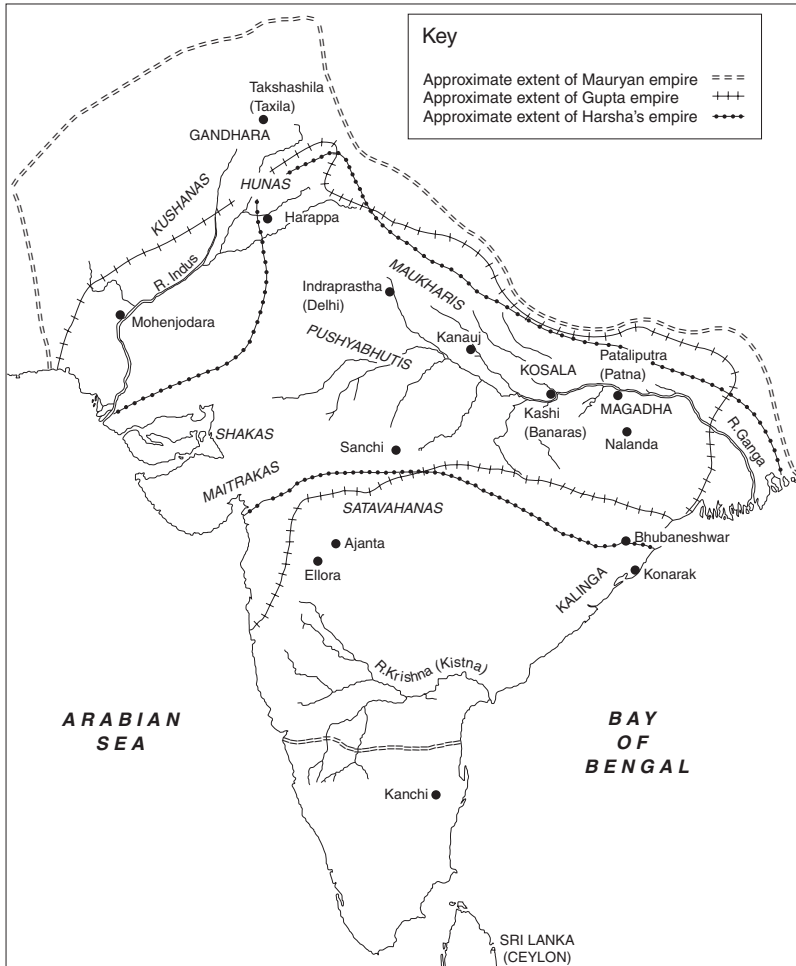 Key
Approximate extent of Mauryan empire
Approximate extent of Gupta empire
Approximate extent of Harsha's empire
Takshashila
(Taxila)
GANDHARA
HUNAS
KUSHANAS
Harappa
R. Indus
Mohenjodara
Indraprastha
(Delhi)
MAUKHARIS
PUSHYABHUTIS
Kanauj
KOSALA
Pataliputra
(Patna)
Kashi
(Banaras)
MAGADHA
Nalanda
R.Ganga
SHAKAS
Sanchi
MAITRAKAS
SATAVAHANAS
Ajanta
Ellora
Bhubaneshwar
KALINGA
Konarak
R.Krishna (Kistna)
ARABIAN
SEA
BAY
OF
BENGAL
Kanchi
SRI LANKA
(CEYLON)